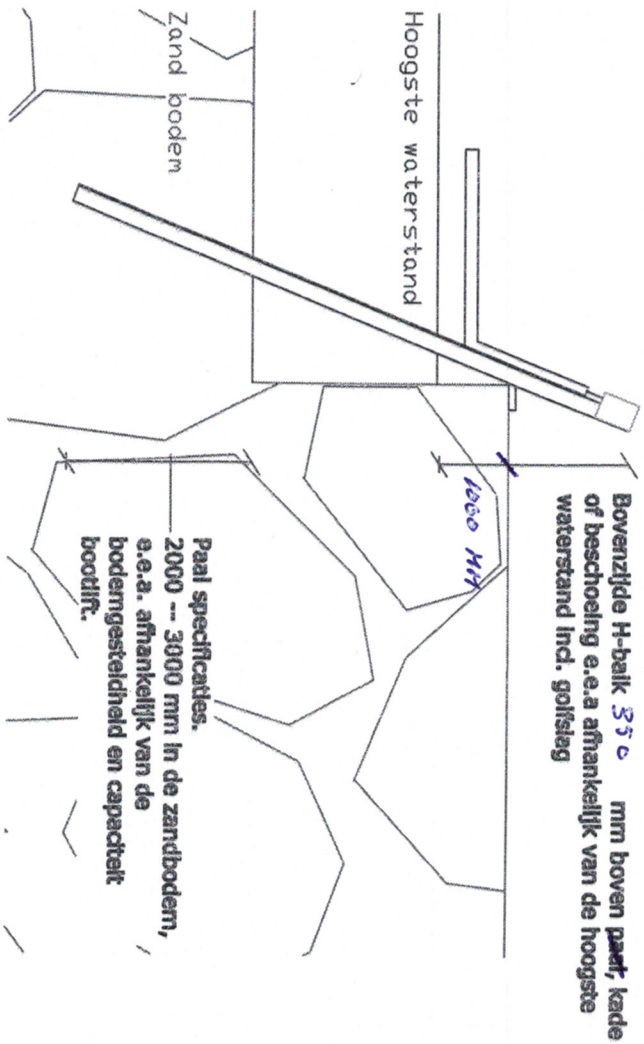 Bovenzijde H-balk 350 mm boven paal, kade
of beschoeing e.e.a afhankelijk van de hoogste
waterstand incl. golfslag
1000 MM
Hoogste waterstand
Zand bodem
Paal specificaties.
2000 -- 3000 mm in de zandbodem,
e.e.a. afhankelijk van de
bodemgesteldheid en capaciteit
bootlift.